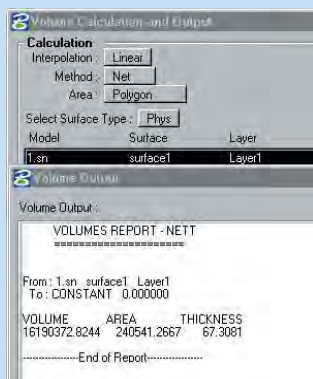 Volume Calculation and Output
Calculation
Interpolation : Linear
Method : Net
Area : Polygon
Select Surface Type : Phys
Model Surface Layer
1.sn surface1 Layer1
Volume Output
Volume Output :
VOLUMES REPORT - NETT
======================
From : 1.sn surface1 Layer1
To : CONSTANT 0.000000
VOLUME AREA THICKNESS
16190372.8244 240541.2667 67.3081
-----------------End of Report-----------------